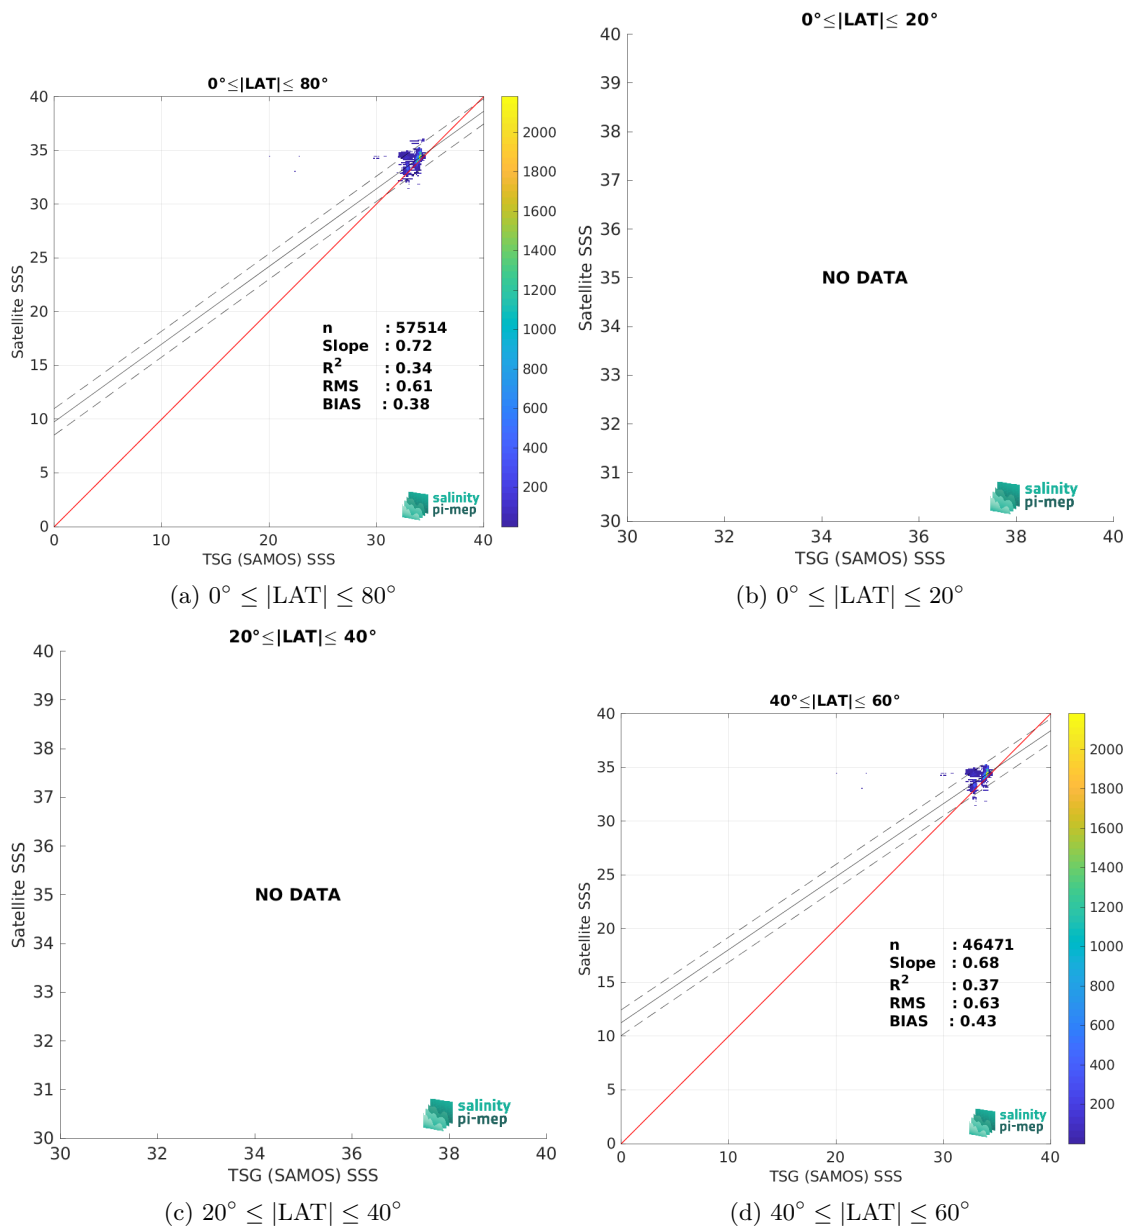 0°≤|LAT|≤ 80°
40
35
30
25
20
15
10
5
0
0
10
20
30
40
Satellite SSS
TSG (SAMOS) SSS
n : 57514
Slope : 0.72
R² : 0.34
RMS : 0.61
BIAS : 0.38
2000
1800
1600
1400
1200
1000
800
600
400
200
salinity
pi-mep
(a) 0° ≤ |LAT| ≤ 80°
0°≤|LAT|≤ 20°
40
39
38
37
36
35
34
33
32
31
30
30
32
34
36
38
40
Satellite SSS
TSG (SAMOS) SSS
NO DATA
salinity
pi-mep
(b) 0° ≤ |LAT| ≤ 20°
20°≤|LAT|≤ 40°
40
39
38
37
36
35
34
33
32
31
30
30
32
34
36
38
40
Satellite SSS
TSG (SAMOS) SSS
NO DATA
salinity
pi-mep
(c) 20° ≤ |LAT| ≤ 40°
40°≤|LAT|≤ 60°
40
35
30
25
20
15
10
5
0
0
10
20
30
40
Satellite SSS
TSG (SAMOS) SSS
n : 46471
Slope : 0.68
R² : 0.37
RMS : 0.63
BIAS : 0.43
2000
1800
1600
1400
1200
1000
800
600
400
200
salinity
pi-mep
(d) 40° ≤ |LAT| ≤ 60°